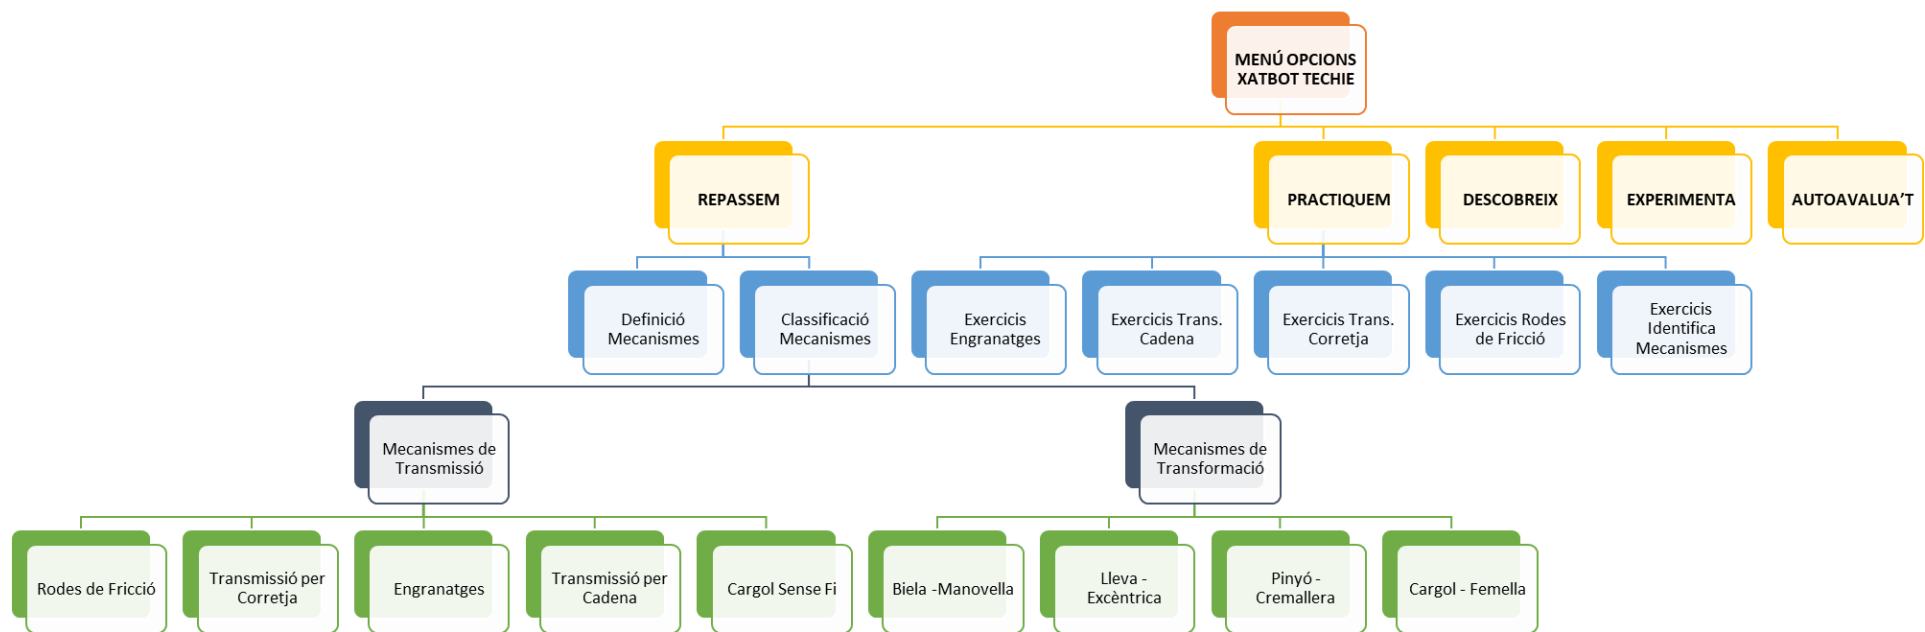 MENÚ OPCIONS
XATBOT TECHIE
REPASSEM
PRACTIQUEM
DESCOBREIX
EXPERIMENTA
AUTOAVALUA'T
Definició
Mecanismes
Classificació
Mecanismes
Exercicis
Engranatges
Exercicis Trans.
Cadena
Exercicis Trans.
Corretja
Exercicis Rodes
de Fricció
Exercicis
Identifica
Mecanismes
Mecanismes de
Transmissió
Mecanismes de
Transformació
Rodes de Fricció
Transmissió per
Corretja
Engranatges
Transmissió per
Cadena
Cargol Sense Fi
Biela -Manovella
Lleva -
Excèntrica
Pinyó -
Cremallera
Cargol - Femella